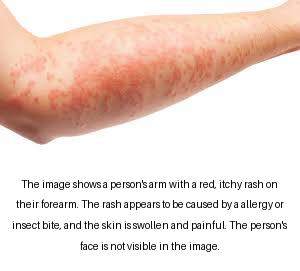 The image shows a person's arm with a red, itchy rash on
their forearm. The rash appears to be caused by a allergy or
insect bite, and the skin is swollen and painful. The person's
face is not visible in the image.